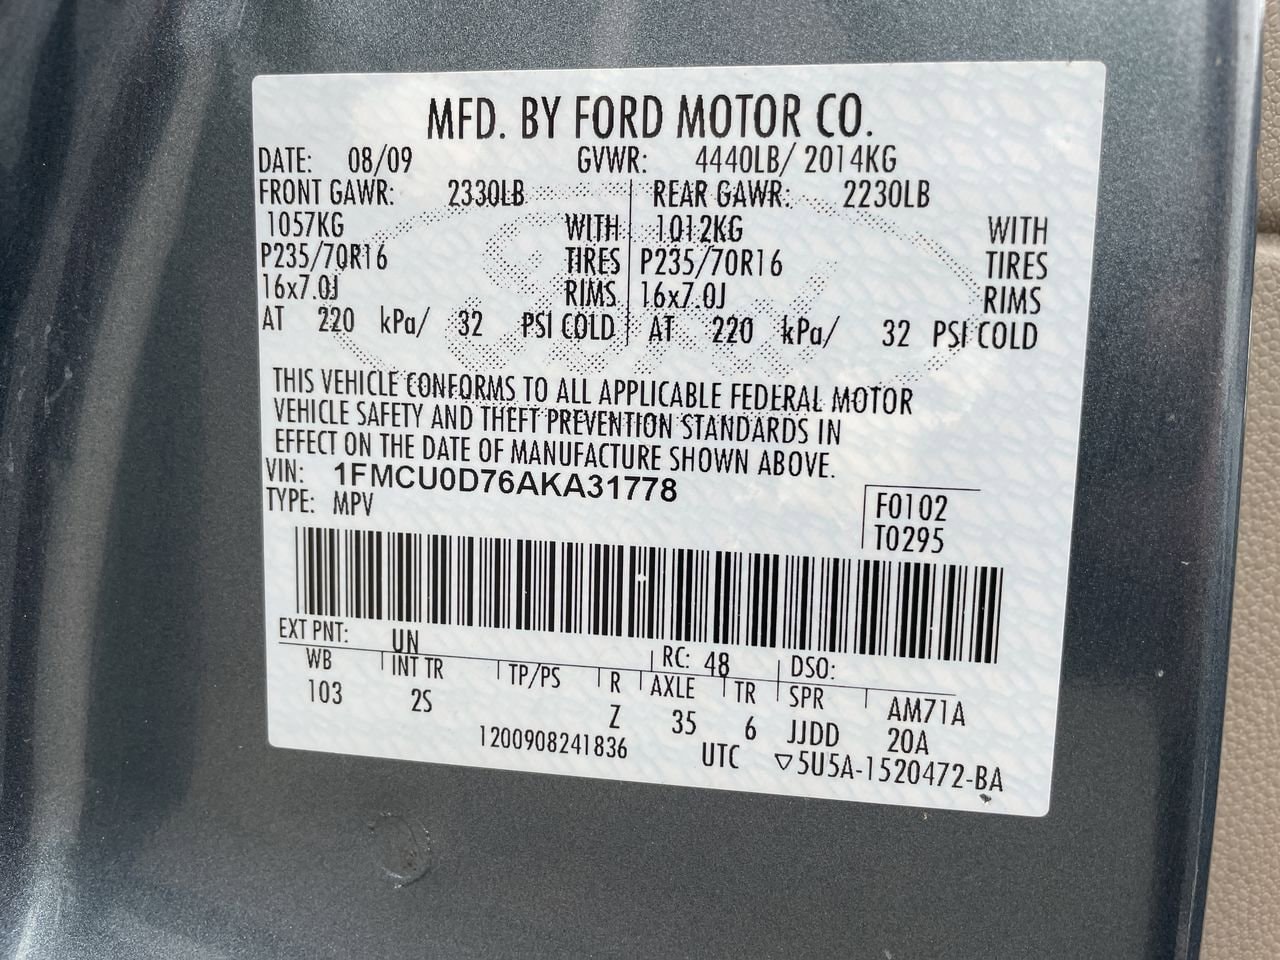 MFD. BY FORD MOTOR CO.
DATE: 08/09 GVWR: 4440LB/ 2014KG
FRONT GAWR: 2330LB REAR GAWR: 2230LB
1057KG WITH 1012KG WITH
P235/70R16 TIRES P235/70R16 TIRES
16x7.0J RIMS 16x7.0J RIMS
AT 220 kPa/ 32 PSI COLD AT 220 kPa/ 32 PSI COLD
THIS VEHICLE CONFORMS TO ALL APPLICABLE FEDERAL MOTOR
VEHICLE SAFETY AND THEFT PREVENTION STANDARDS IN
EFFECT ON THE DATE OF MANUFACTURE SHOWN ABOVE.
VIN: 1FMCU0D76AKA31778
TYPE: MPV
F0102
T0295
EXT PNT: UN RC: 48 DSO:
WB INT TR TP/PS R AXLE TR SPR AM71A
103 2S Z 35 6 JJDD 20A
1200908241836 UTC ▽5U5A-1520472-BA